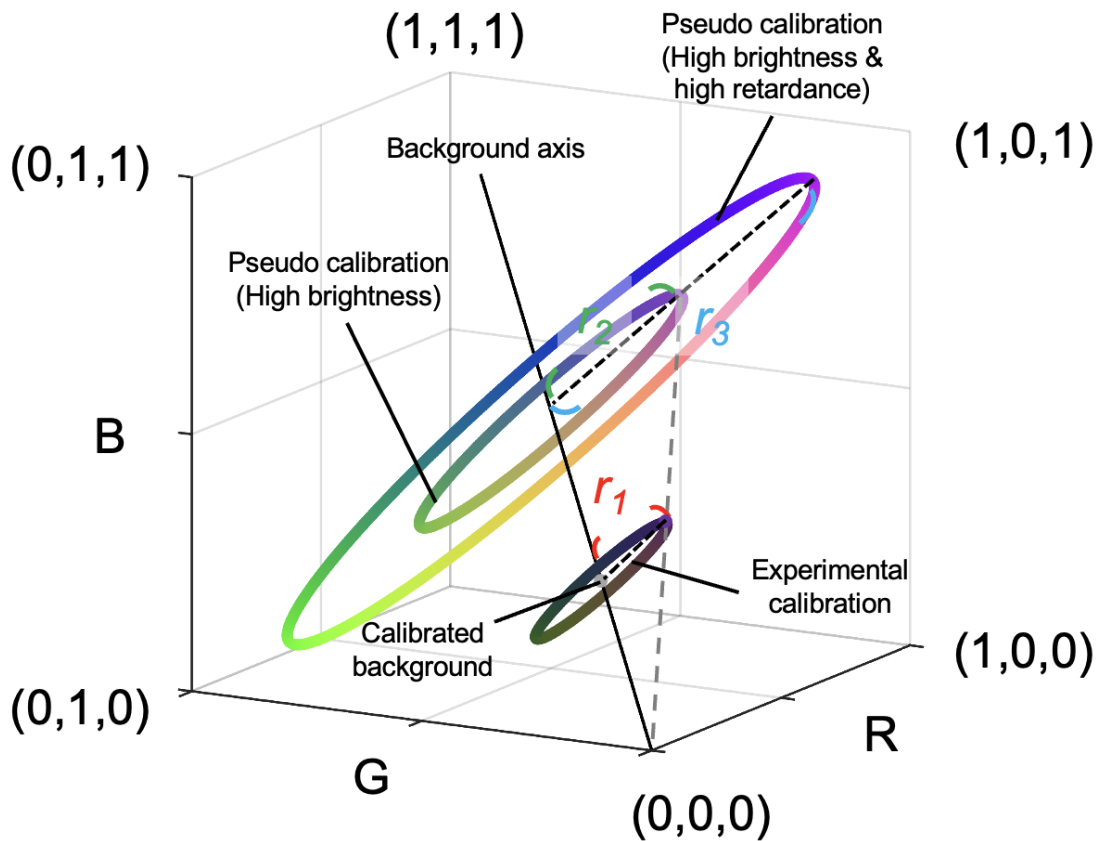 (1,1,1)
Pseudo calibration
(High brightness &
high retardance)
(0,1,1)
Background axis
(1,0,1)
Pseudo calibration
(High brightness)
r2
r3
B
r1
Experimental
calibration
Calibrated
background
(1,0,0)
(0,1,0)
R
G
(0,0,0)